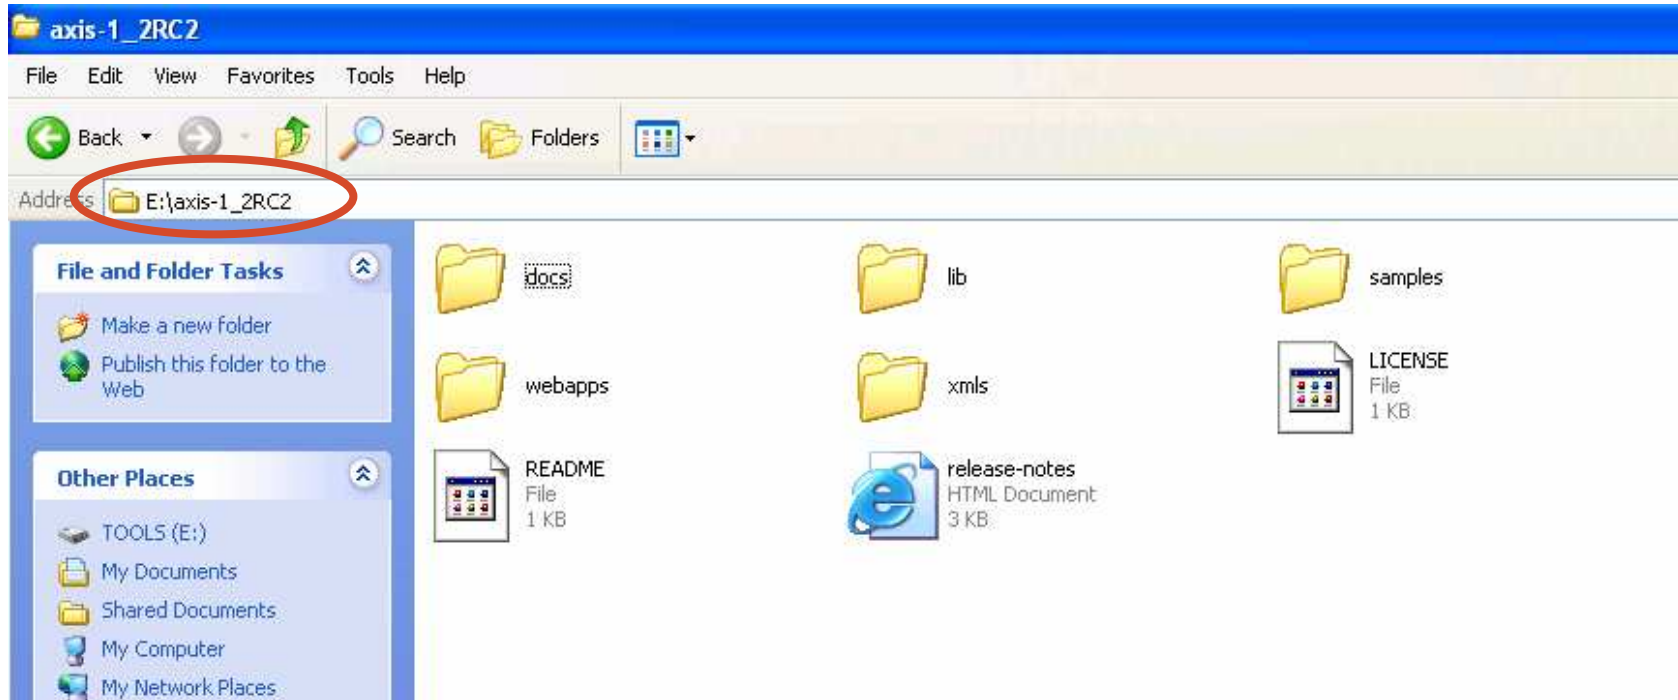 axis-1_2RC2
File Edit View Favorites Tools Help
Back Search Folders
Address E:\axis-1_2RC2
File and Folder Tasks
Make a new folder
Publish this folder to the
Web
Other Places
TOOLS (E:)
My Documents
Shared Documents
My Computer
My Network Places
docs
lib
samples
webapps
xmls
LICENSE
File
1 KB
README
File
1 KB
release-notes
HTML Document
3 KB